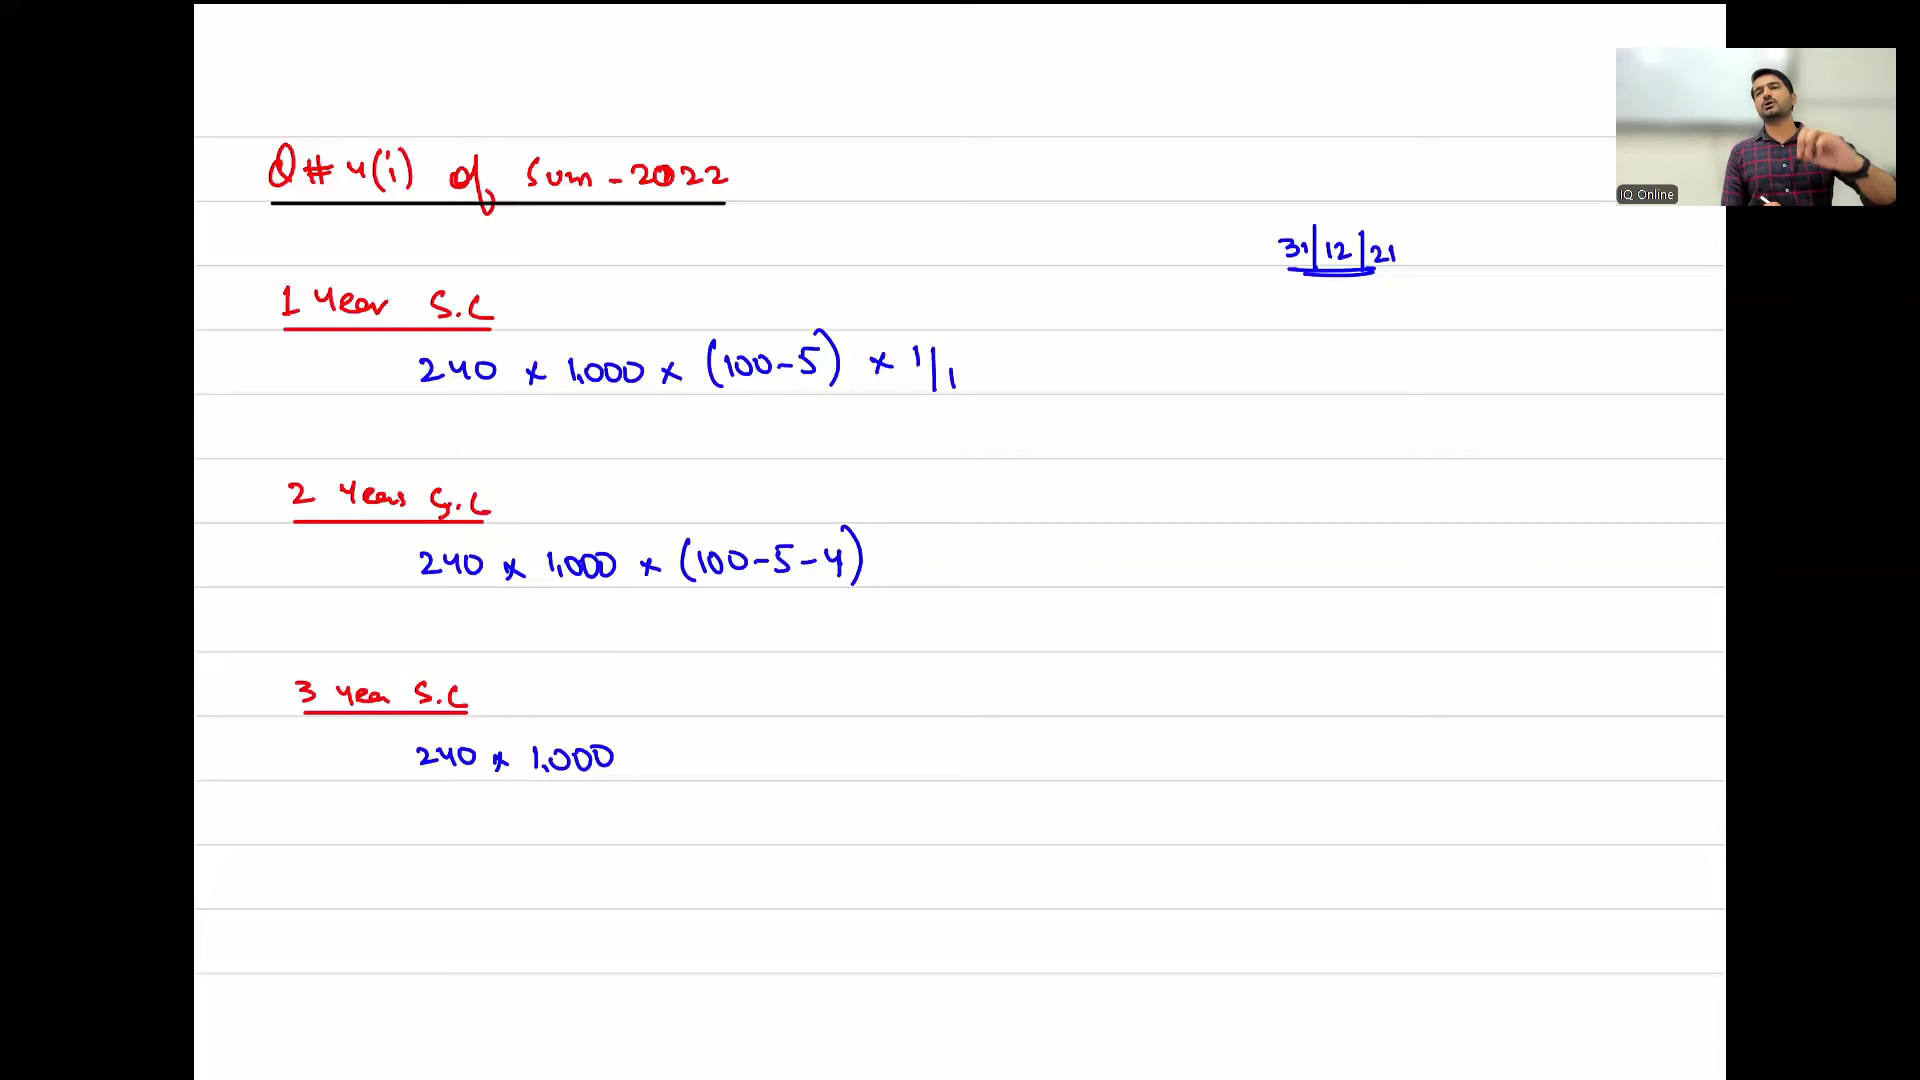 Q # 4(i) of Sum-2022
IQ Online
31|12|21
1 Year S.C
240 × 1,000 × (100-5) × 1/1
2 Years S.C
240 × 1,000 × (100-5-4)
3 Year S.C
240 × 1,000